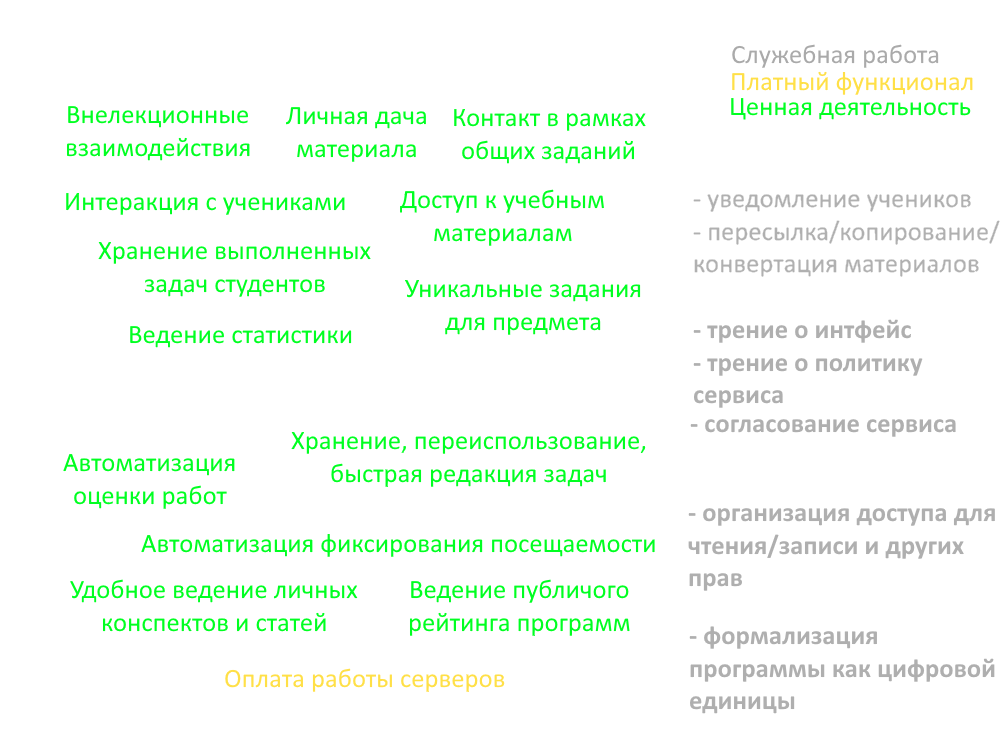 Служебная работа
Платный функционал
Ценная деятельность
Внелекционные
взаимодействия
Личная дача
материала
Контакт в рамках
общих заданий
Интеракция с учениками
Доступ к учебным
материалам
Хранение выполненных
задач студентов
Уникальные задания
для предмета
Ведение статистики
Хранение, переиспользование,
быстрая редакция задач
Автоматизация
оценки работ
Автоматизация фиксирования посещаемости
Удобное ведение личных
конспектов и статей
Ведение публичого
рейтинга программ
Оплата работы серверов
- уведомление учеников
- пересылка/копирование/
конвертация материалов
- трение о интфейс
- трение о политику
сервиса
- согласование сервиса
- организация доступа для
чтения/записи и других
прав
- формализация
программы как цифровой
единицы